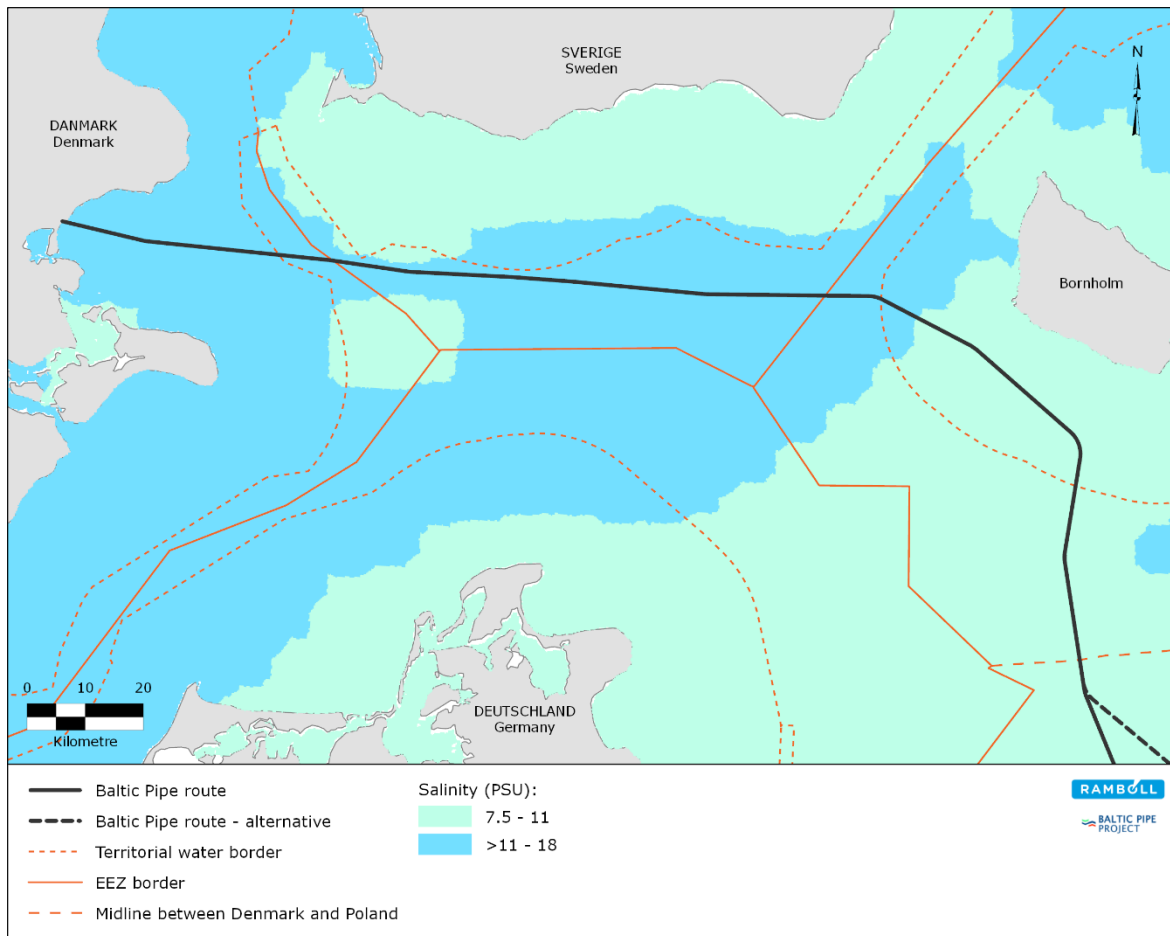 SVERIGE
Sweden
N
DANMARK
Denmark
Bornholm
0 10 20
Kilometre
DEUTSCHLAND
Germany
Baltic Pipe route
Baltic Pipe route - alternative
Territorial water border
EEZ border
Midline between Denmark and Poland
Salinity (PSU):
7.5 - 11
>11 - 18
RAMBOLL
BALTIC PIPE
PROJECT